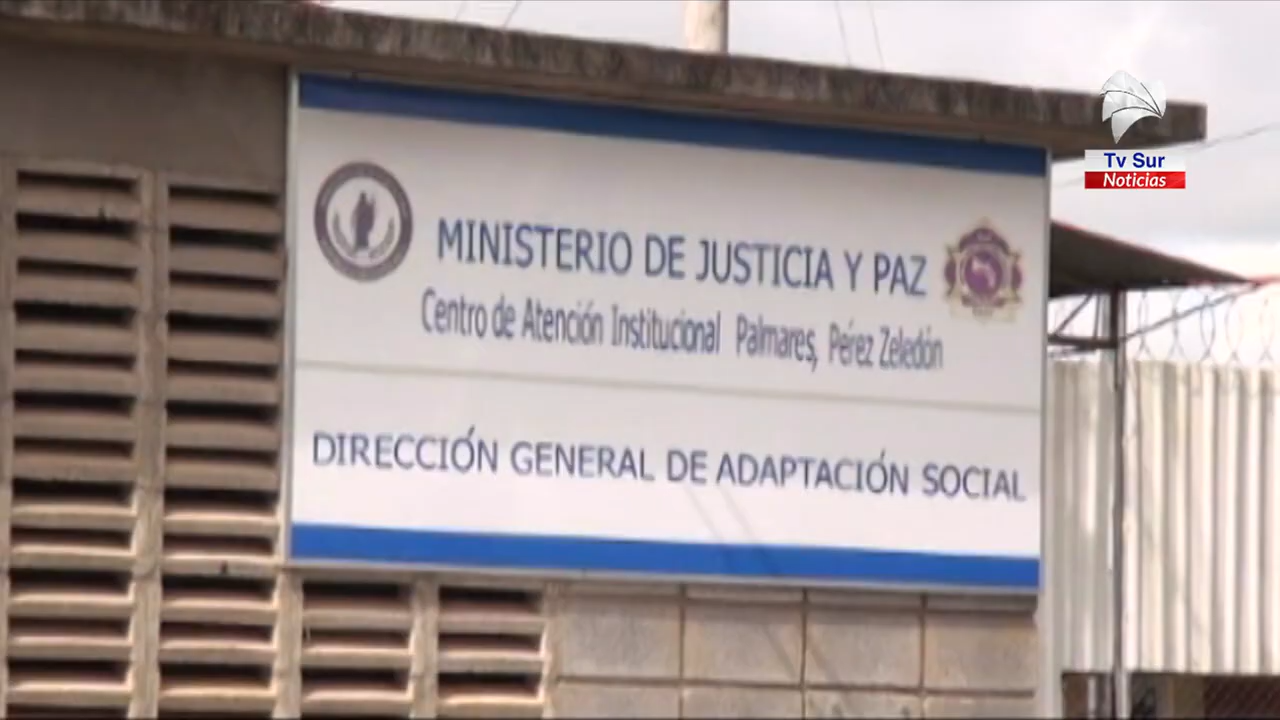 Tv Sur
Noticias
MINISTERIO DE JUSTICIA Y PAZ
Centro de Atención Institucional Palmares, Pérez Zeledón
DIRECCIÓN GENERAL DE ADAPTACIÓN SOCIAL